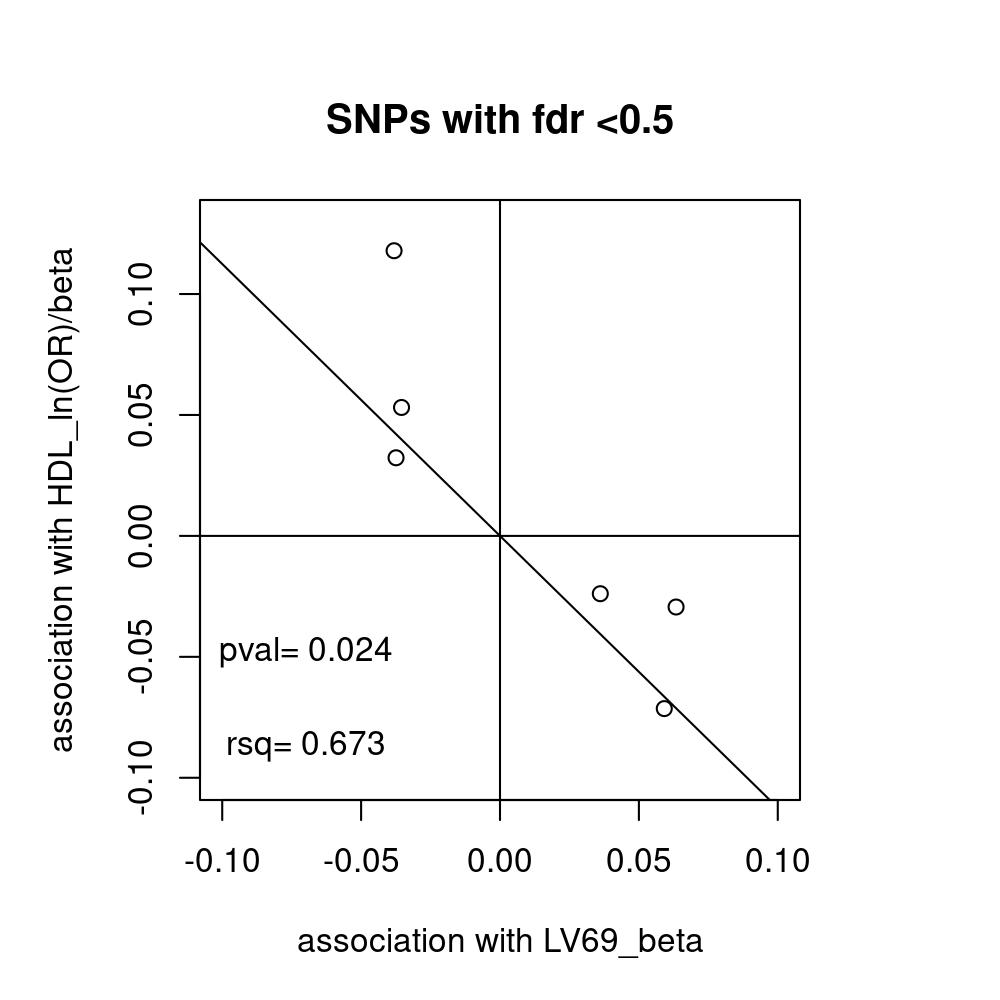 SNPs with fdr <0.5
association with HDL_ln(OR)/beta
0.10
0.05
0.00
-0.05
-0.10
pval= 0.024
rsq= 0.673
-0.10 -0.05 0.00 0.05 0.10
association with LV69_beta